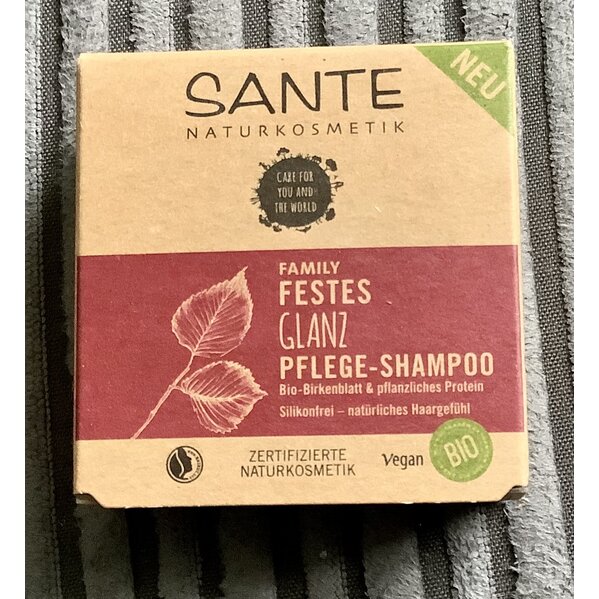 SANTE
NATURKOSMETIK
NEU
CARE FOR
YOU AND
THE WORLD
FAMILY
FESTES
GLANZ
PFLEGE-SHAMPOO
Bio-Birkenblatt & pflanzliches Protein
Silikonfrei – natürliches Haargefühl
ZERTIFIZIERTE
NATURKOSMETIK
Vegan
BIO